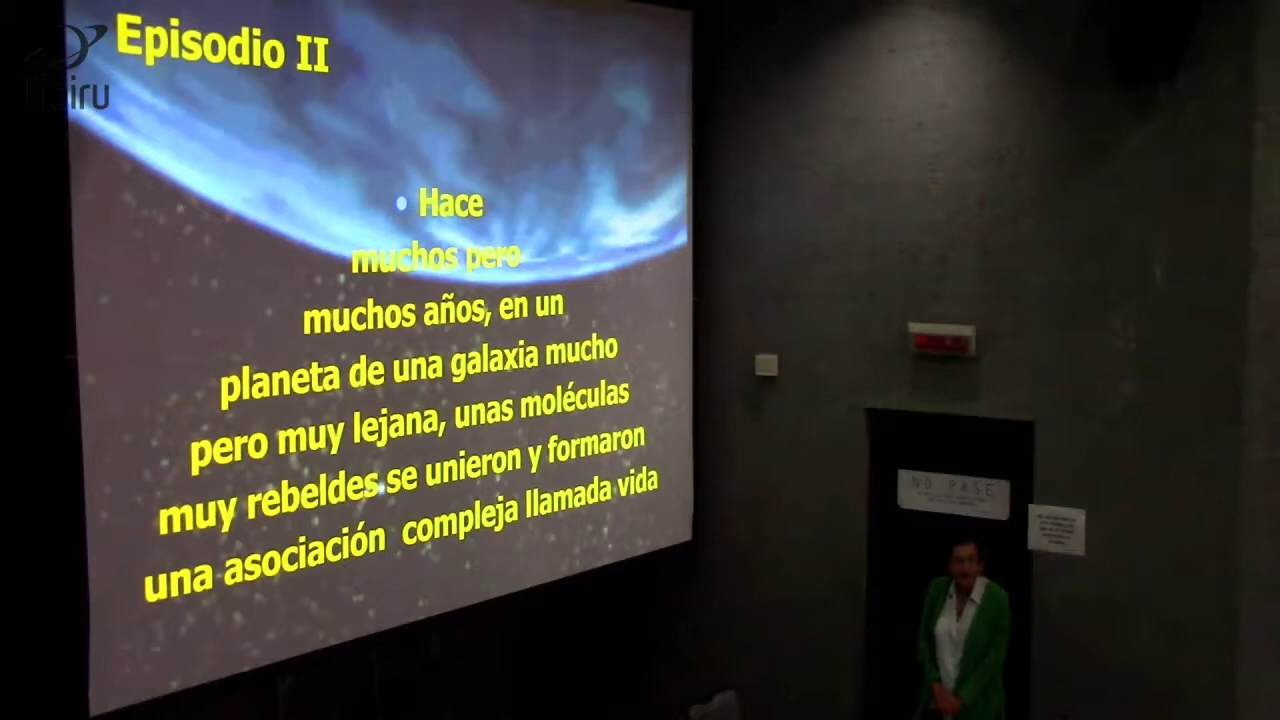 Episodio II
• Hace
muchos pero
muchos años, en un
planeta de una galaxia mucho
pero muy lejana, unas moléculas
muy rebeldes se unieron y formaron
una asociación compleja llamada vida
NO PASE